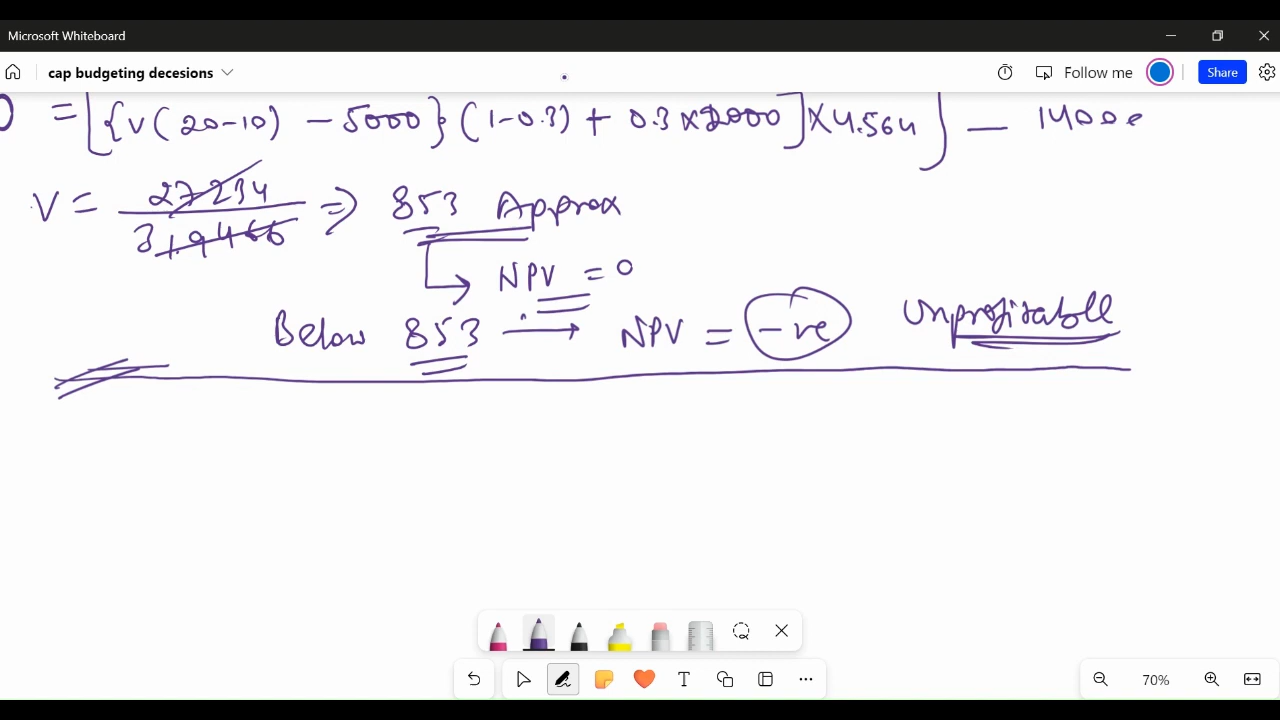 Microsoft Whiteboard
cap budgeting decesions
Follow me
Share
0 = [{V(20-10) - 5000} (1-0.3) + 0.3 x 2000] x 4.564) - 14000
V = 27234 / 31.9466 => 853 Approx
NPV = 0
Below 853 → NPV = -ve Unprofitable
70%